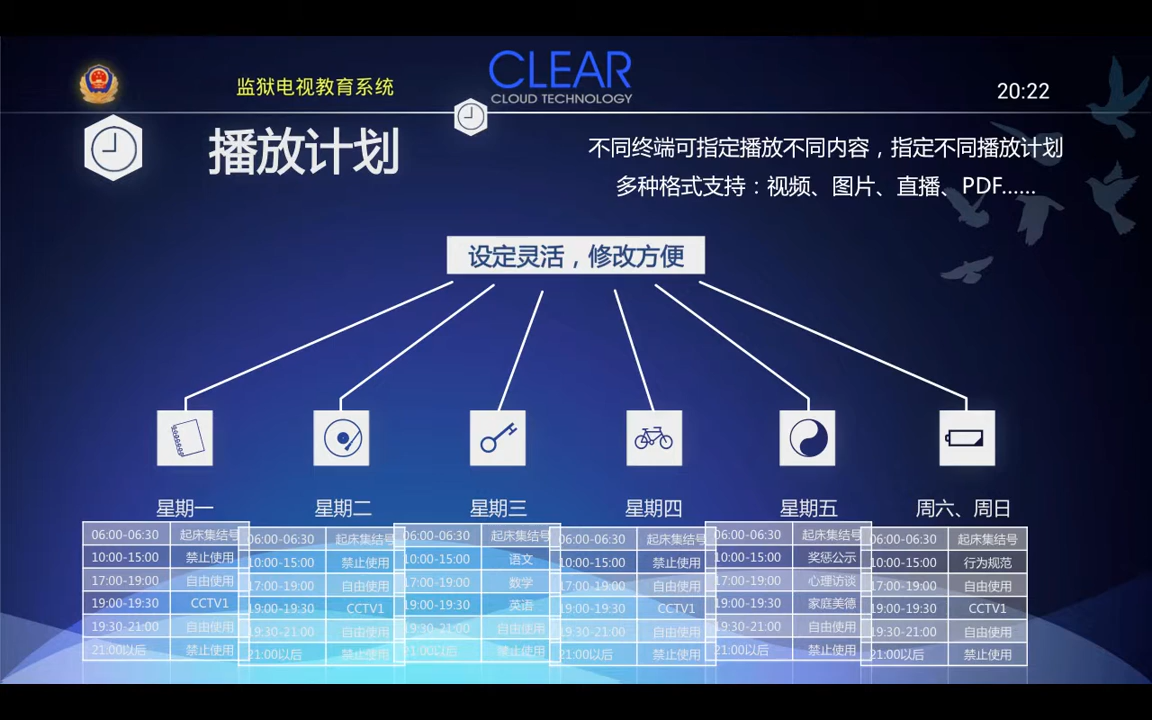 监狱电视教育系统
CLEAR
CLOUD TECHNOLOGY
20:22
播放计划
不同终端可指定播放不同内容，指定不同播放计划
多种格式支持：视频、图片、直播、PDF......
设定灵活，修改方便
星期一
06:00-06:30 起床集结号
10:00-15:00 禁止使用
17:00-19:00 自由使用
19:00-19:30 CCTV1
19:30-21:00 自由使用
21:00以后 禁止使用
星期二
06:00-06:30 起床集结号
10:00-15:00 禁止使用
17:00-19:00 自由使用
19:00-19:30 CCTV1
19:30-21:00 自由使用
21:00以后 禁止使用
星期三
06:00-06:30 起床集结号
10:00-15:00 语文
17:00-19:00 数学
19:00-19:30 英语
19:30-21:00 自由使用
21:00以后 禁止使用
星期四
06:00-06:30 起床集结号
10:00-15:00 禁止使用
17:00-19:00 自由使用
19:00-19:30 CCTV1
19:30-21:00 自由使用
21:00以后 禁止使用
星期五
06:00-06:30 起床集结号
10:00-15:00 奖惩公示
17:00-19:00 心理访谈
19:00-19:30 家庭美德
19:30-21:00 自由使用
21:00以后 禁止使用
周六、周日
06:00-06:30 起床集结号
10:00-15:00 行为规范
17:00-19:00 自由使用
19:00-19:30 CCTV1
19:30-21:00 自由使用
21:00以后 禁止使用